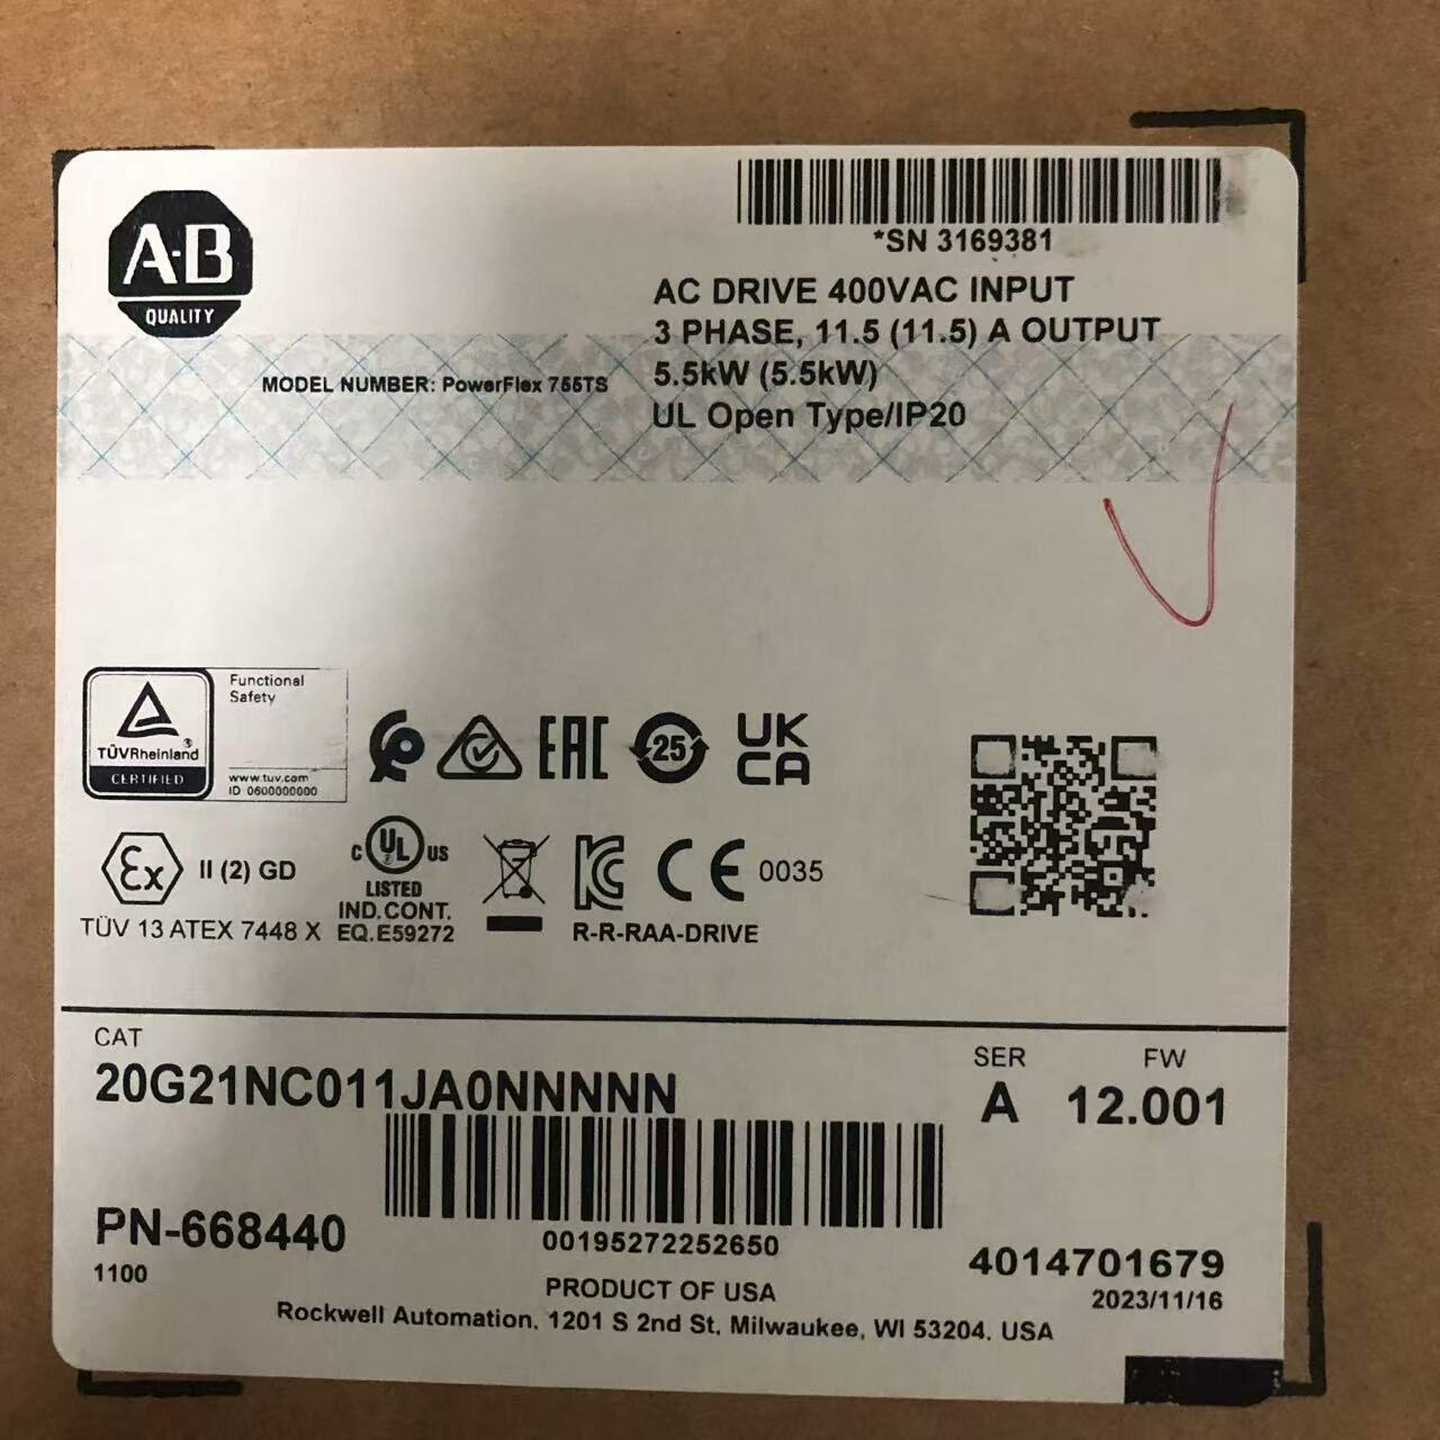 A-B
QUALITY
*SN 3169381
AC DRIVE 400VAC INPUT
3 PHASE, 11.5 (11.5) A OUTPUT
5.5kW (5.5kW)
UL Open Type/IP20
MODEL NUMBER: PowerFlex 755TS
TÜVRheinland
®
CERTIFIED
Functional
Safety
www.tuv.com
ID 0600000000
EAC
25
UK
CA
Ex II (2) GD
TÜV 13 ATEX 7448 X
C UL US
LISTED
IND.CONT.
EQ.E59272
KC
R-R-RAA-DRIVE
CE 0035
CAT
20G21NC011JA0NNNNN
SER
A
FW
12.001
PN-668440
1100
00195272252650
4014701679
2023/11/16
PRODUCT OF USA
Rockwell Automation. 1201 S 2nd St. Milwaukee, WI 53204. USA